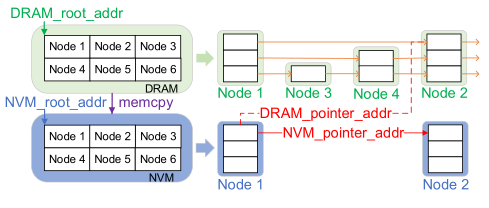 DRAM_root_addr
Node 1 Node 2 Node 3
Node 4 Node 5 Node 6
DRAM
Node 1
Node 3
Node 4
Node 2
NVM_root_addr
memcpy
DRAM_pointer_addr
NVM_pointer_addr
Node 1 Node 2 Node 3
Node 4 Node 5 Node 6
NVM
Node 1
Node 2